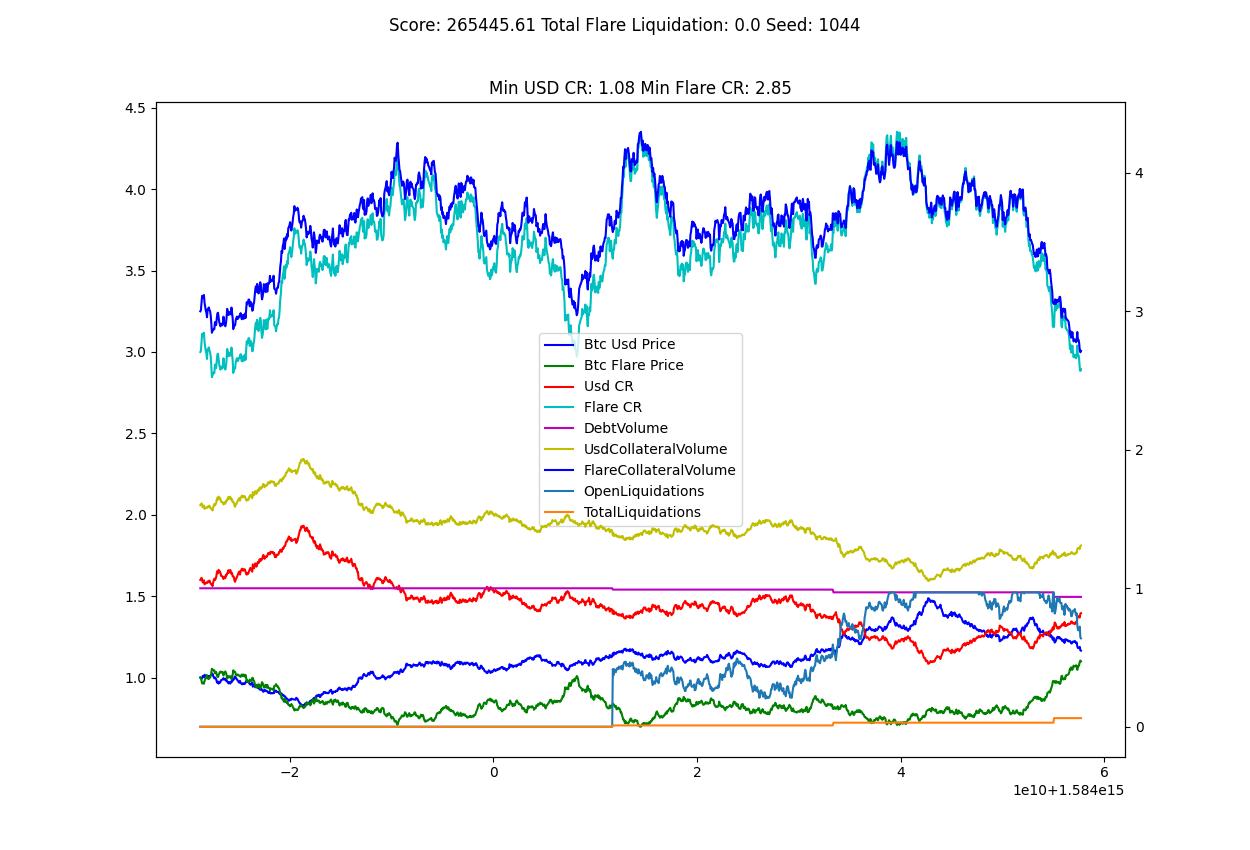 Score: 265445.61 Total Flare Liquidation: 0.0 Seed: 1044
Min USD CR: 1.08 Min Flare CR: 2.85
4.5
4.0
3.5
3.0
2.5
2.0
1.5
1.0
4
3
2
1
0
Btc Usd Price
Btc Flare Price
Usd CR
Flare CR
DebtVolume
UsdCollateralVolume
FlareCollateralVolume
OpenLiquidations
TotalLiquidations
−2 0 2 4 6
1e10+1.584e15